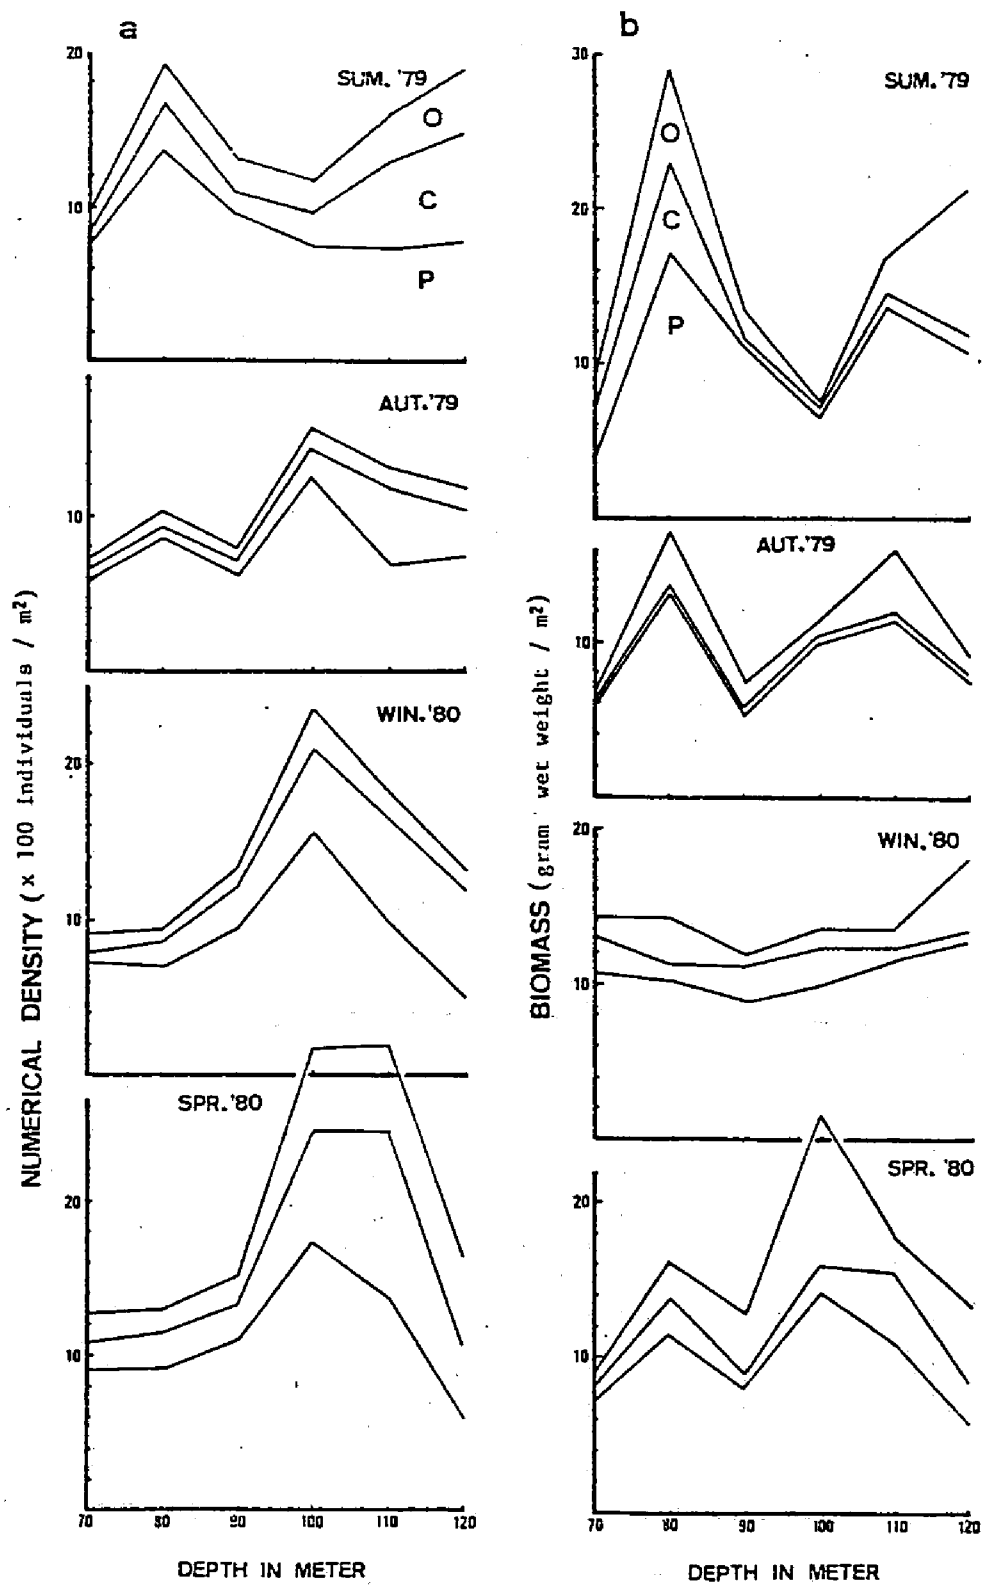 a
20
10
SUM. '79
O
C
P
AUT.'79
10
WIN.'80
20
10
SPR.'80
20
10
70 80 90 100 110 120
DEPTH IN METER
NUMERICAL DENSITY (x 100 Individuals / m²)
b
30
20
10
SUM. '79
O
C
P
AUT.'79
10
WIN.'80
20
10
SPR. '80
20
10
70 80 90 100 110 120
DEPTH IN METER
BIOMASS (gram wet weight / m²)